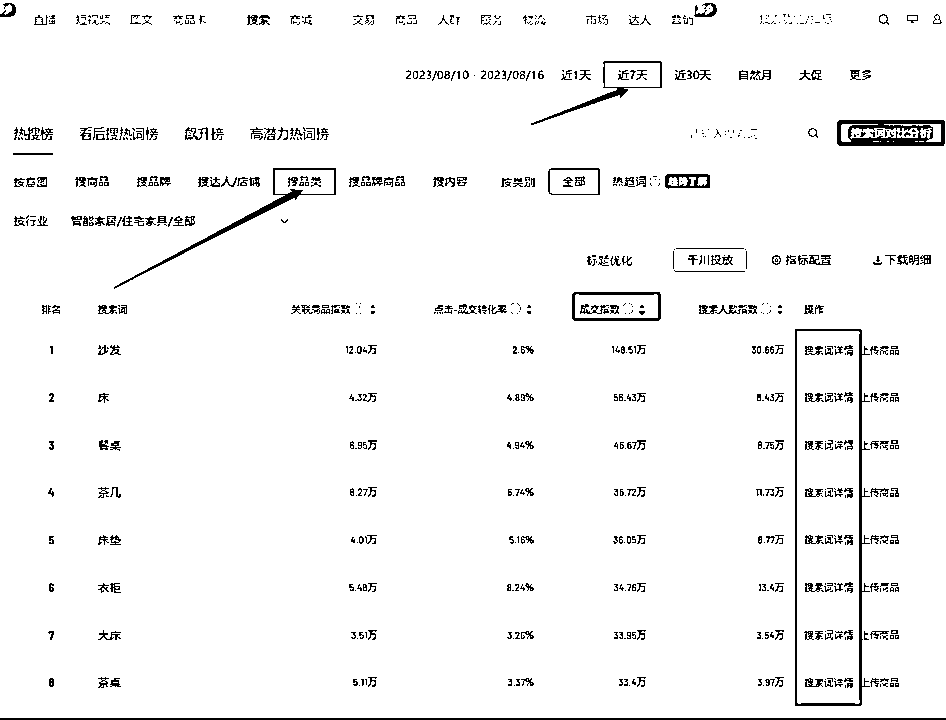 直播 短视频 图文 商品卡 搜索 商城 交易 商品 人群 服务 物流 市场 达人 营销
2023/08/10 - 2023/08/16 近1天 近7天 近30天 自然月 大促 更多
热搜榜 看后搜热词榜 飙升榜 高潜力热词榜 搜索词对比分析
按意图 搜商品 搜品牌 搜达人/店铺 搜品类 搜品牌商品 搜内容 按类别 全部 热趋词
按行业 智能家居/住宅家具/全部
标题优化 千川投放 指标配置 下载明细
排名 搜索词 关联商品指数 点击-成交转化率 成交指数 搜索人数指数 操作
1 沙发 12.04万 2.6% 148.51万 30.66万 搜索词详情 上传商品
2 床 4.32万 4.89% 56.43万 8.43万 搜索词详情 上传商品
3 餐桌 6.95万 4.94% 46.67万 8.75万 搜索词详情 上传商品
4 茶几 8.27万 6.74% 36.72万 11.73万 搜索词详情 上传商品
5 床垫 4.01万 5.16% 36.05万 8.77万 搜索词详情 上传商品
6 衣柜 5.48万 8.24% 34.76万 13.4万 搜索词详情 上传商品
7 大床 3.51万 3.26% 33.95万 3.54万 搜索词详情 上传商品
8 茶桌 5.11万 3.37% 33.4万 3.97万 搜索词详情 上传商品